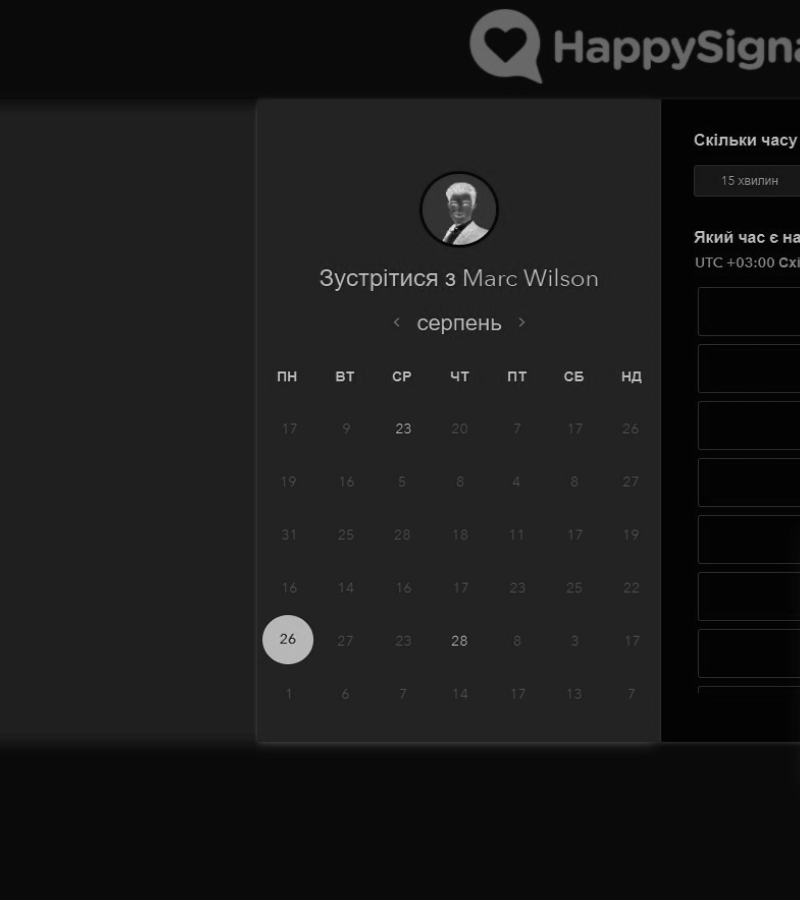 HappySigna
Зустрітися з Marc Wilson
серпень
ПН ВТ СР ЧТ ПТ СБ НД
17 9 23 20 7 17 26
19 16 5 8 4 8 27
31 25 28 18 11 17 19
16 14 16 17 23 25 22
26 27 23 28 8 3 17
1 6 7 14 17 13 7
Скільки часу
15 хвилин
Який час є на
UTC +03:00 Схі